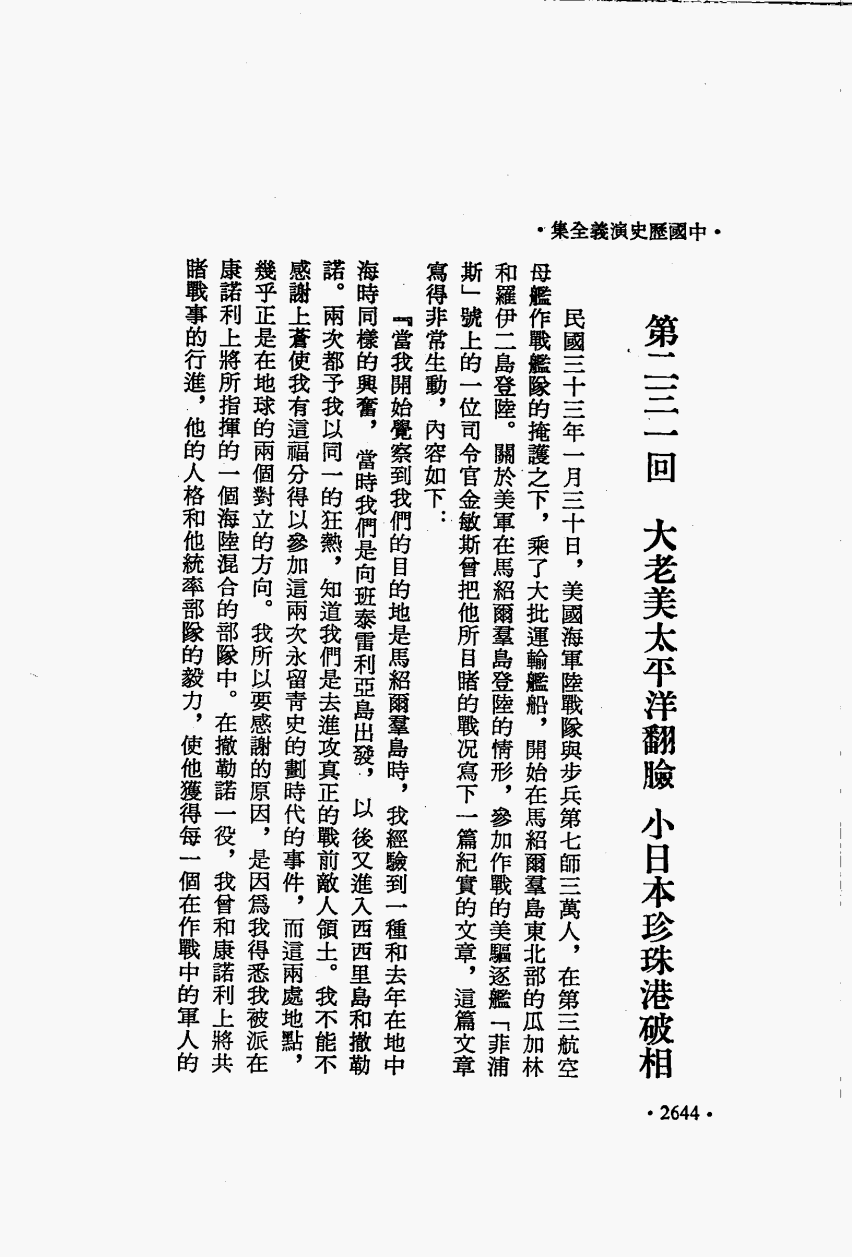 •中國歷史演義全集•
第二三一回　大老美太平洋翻臉　小日本珍珠港破相
民國三十三年一月三十日，美國海軍陸戰隊與步兵第七師三萬人，在第三航空
母艦作戰艦隊的掩護之下，乘了大批運輸艦船，開始在馬紹爾羣島東北部的瓜加林
和羅伊二島登陸。關於美軍在馬紹爾羣島登陸的情形，參加作戰的美驅逐艦「菲浦
斯」號上的一位司令官金敏斯曾把他所目睹的戰況寫下一篇紀實的文章，這篇文章
寫得非常生動，內容如下：
『當我開始覺察到我們的目的地是馬紹爾羣島時，我經驗到一種和去年在地中
海時同樣的興奮，當時我們是向班泰雷利亞島出發，以後又進入西西里島和撤勒
諾。兩次都予我以同一的狂熱，知道我們是去進攻真正的戰前敵人領土。我不能不
感謝上蒼使我有這福分得以參加這兩次永留靑史的劃時代的事件，而這兩處地點，
幾乎正是在地球的兩個對立的方向。我所以要感謝的原因，是因爲我得悉我被派在
康諾利上將所指揮的一個海陸混合的部隊中。在撤勒諾一役，我曾和康諾利上將共
睹戰事的行進，他的人格和他統率部隊的毅力，使他獲得每一個在作戰中的軍人的
•2644•